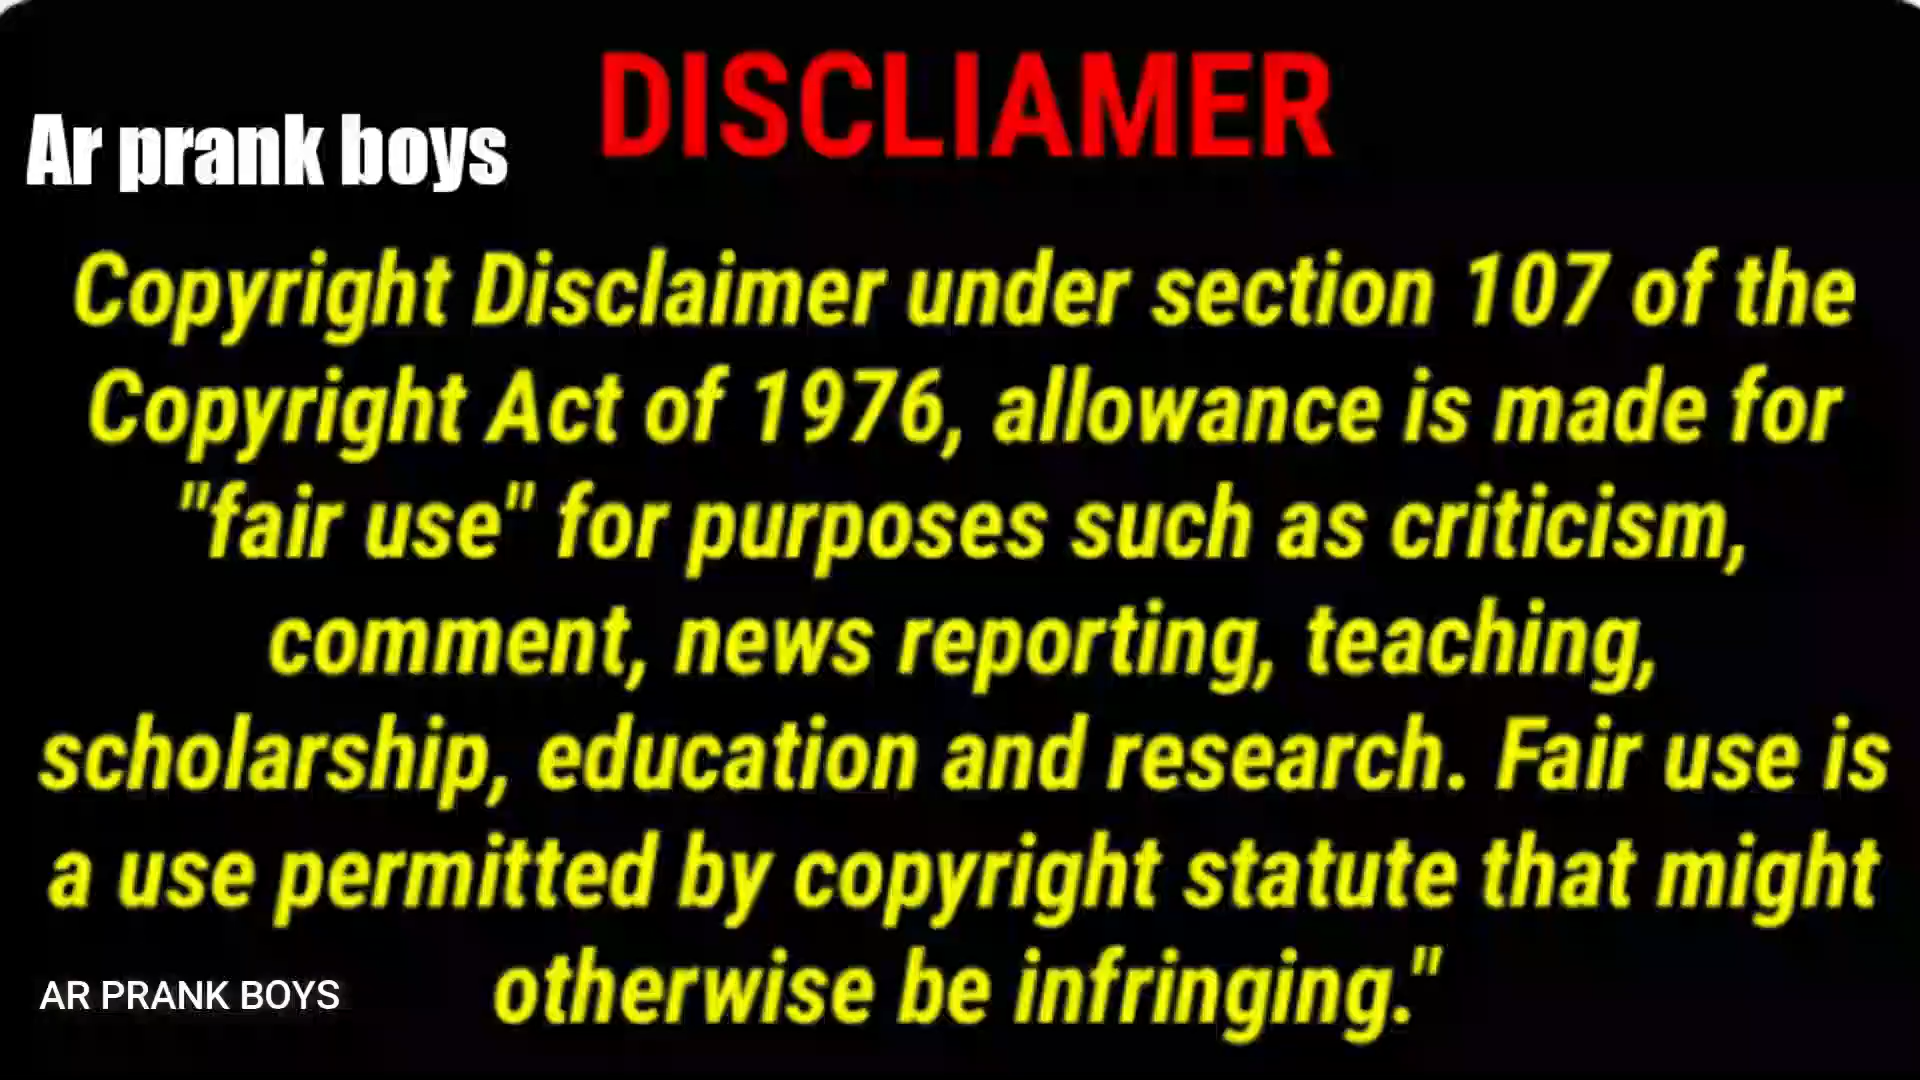 DISCLIAMER
Ar prank boys
Copyright Disclaimer under section 107 of the
Copyright Act of 1976, allowance is made for
"fair use" for purposes such as criticism,
comment, news reporting, teaching,
scholarship, education and research. Fair use is
a use permitted by copyright statute that might
otherwise be infringing."
AR PRANK BOYS